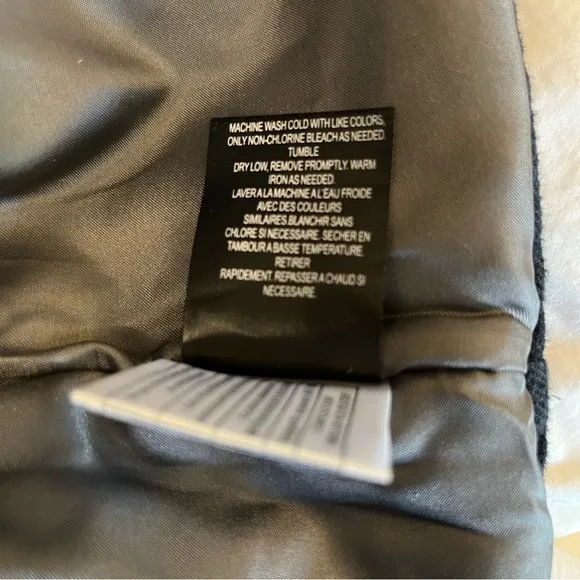 MACHINE WASH COLD WITH LIKE COLORS.
ONLY NON-CHLORINE BLEACH AS NEEDED.
TUMBLE
DRY LOW, REMOVE PROMPTLY. WARM
IRON AS NEEDED.
LAVER A LA MACHINE A L'EAU FROIDE
AVEC DES COULEURS
SIMILAIRES.BLANCHIR SANS
CHLORE SI NECESSAIRE. SECHER EN
TAMBOUR A BASSE TEMPERATURE,
RETIRER
RAPIDEMENT. REPASSER A CHAUD SI
NECESSAIRE.